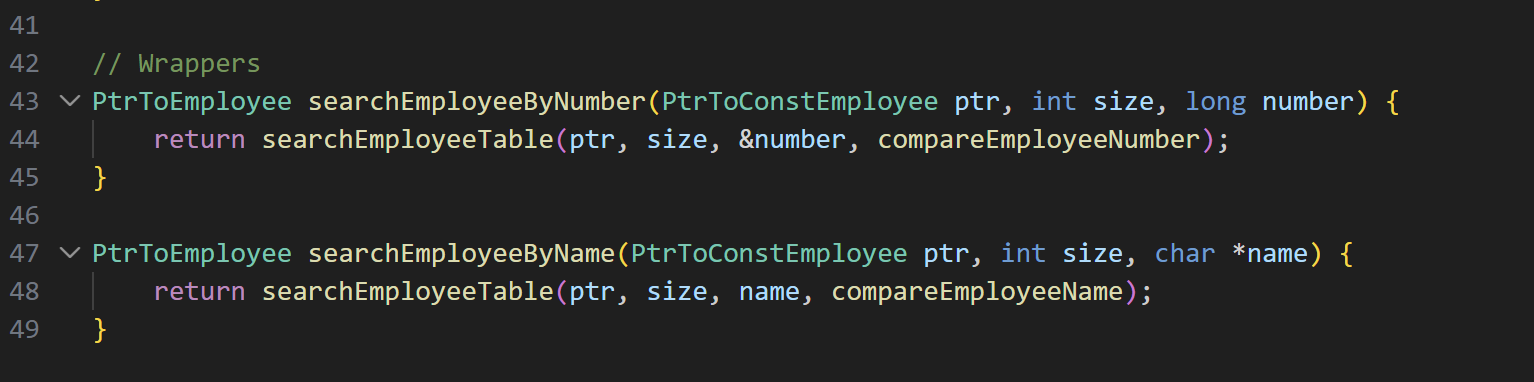 41
42 // Wrappers
43 PtrToEmployee searchEmployeeByNumber(PtrToConstEmployee ptr, int size, long number) {
44 return searchEmployeeTable(ptr, size, &number, compareEmployeeNumber);
45 }
46
47 PtrToEmployee searchEmployeeByName(PtrToConstEmployee ptr, int size, char *name) {
48 return searchEmployeeTable(ptr, size, name, compareEmployeeName);
49 }